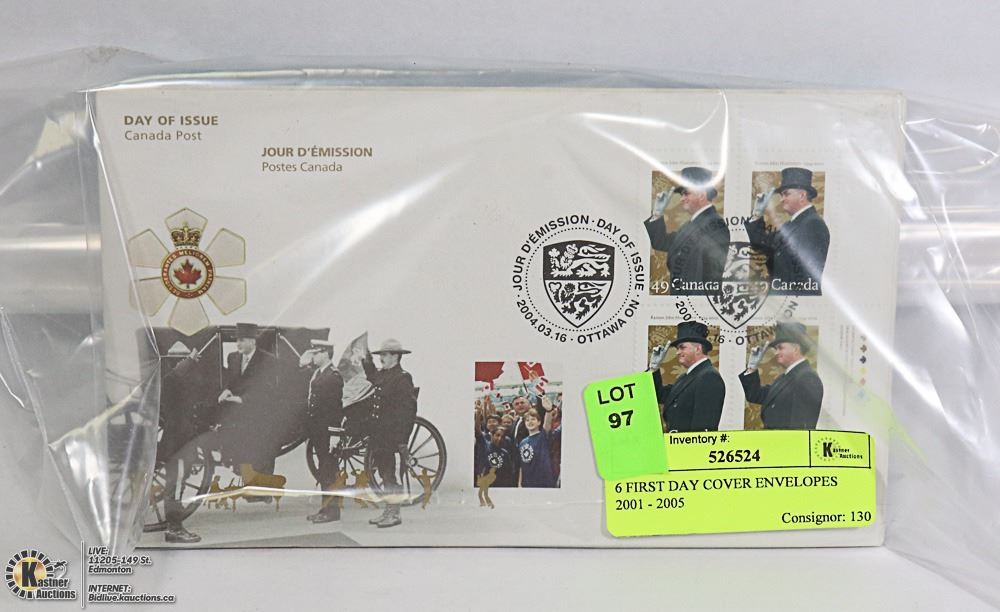 DAY OF ISSUE
Canada Post
JOUR D'ÉMISSION
Postes Canada
JOUR D'ÉMISSION · DAY OF ISSUE
· 2004.03.16 · OTTAWA ON ·
49 Canada
Canada
LOT
97
Inventory #:
526524
Kastner
Auctions
6 FIRST DAY COVER ENVELOPES
2001 - 2005
Consignor: 130
Kastner
Auctions
LIVE:
11205-149 St.
Edmonton
INTERNET:
Bidlive.kauctions.ca